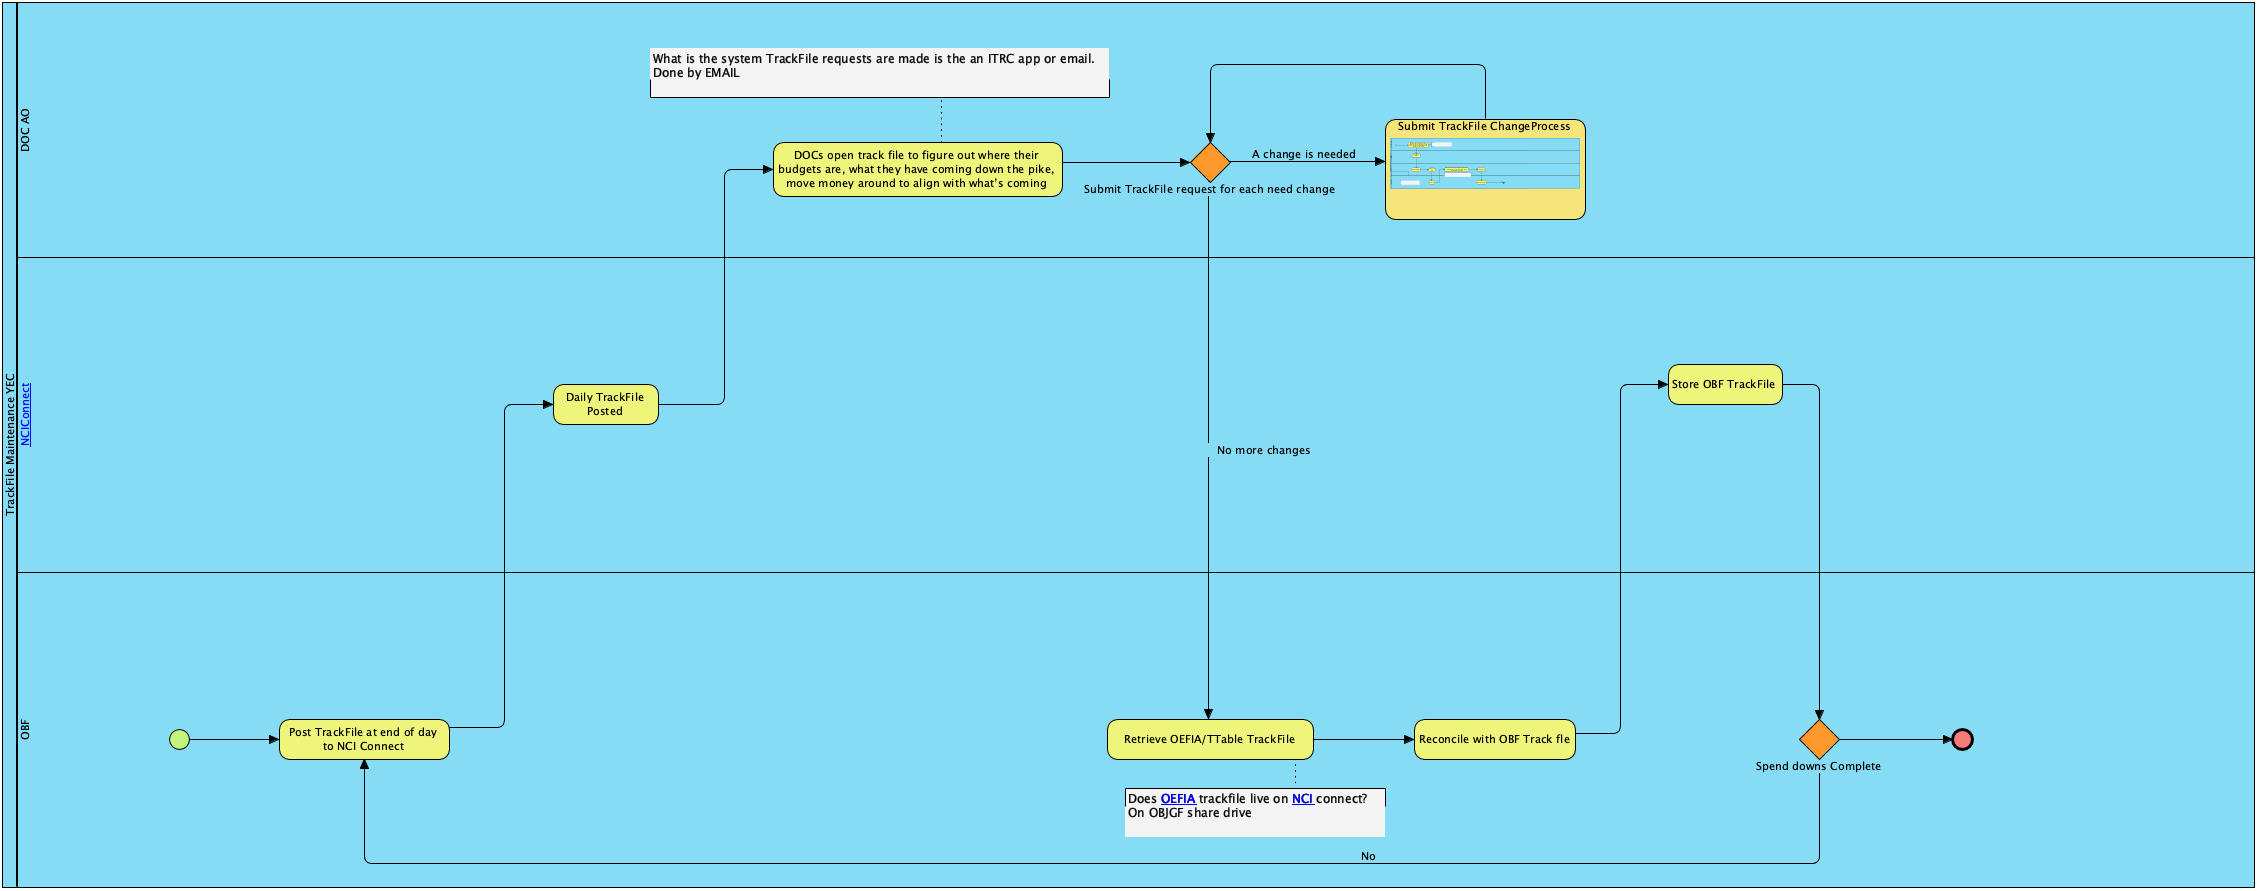 TrackFile Maintenance YEC
DOC AO
What is the system TrackFile requests are made is the an ITRC app or email.
Done by EMAIL
DOCs open track file to figure out where their
budgets are, what they have coming down the pike,
move money around to align with what's coming
Submit TrackFile request for each need change
A change is needed
Submit TrackFile ChangeProcess
NCIConnect
Daily TrackFile
Posted
No more changes
Store OBF TrackFile
OBF
Post TrackFile at end of day
to NCI Connect
Retrieve OEFIA/TTable TrackFile
Reconcile with OBF Track fle
Spend downs Complete
Does OEFIA trackfile live on NCI connect?
On OBJGF share drive
No